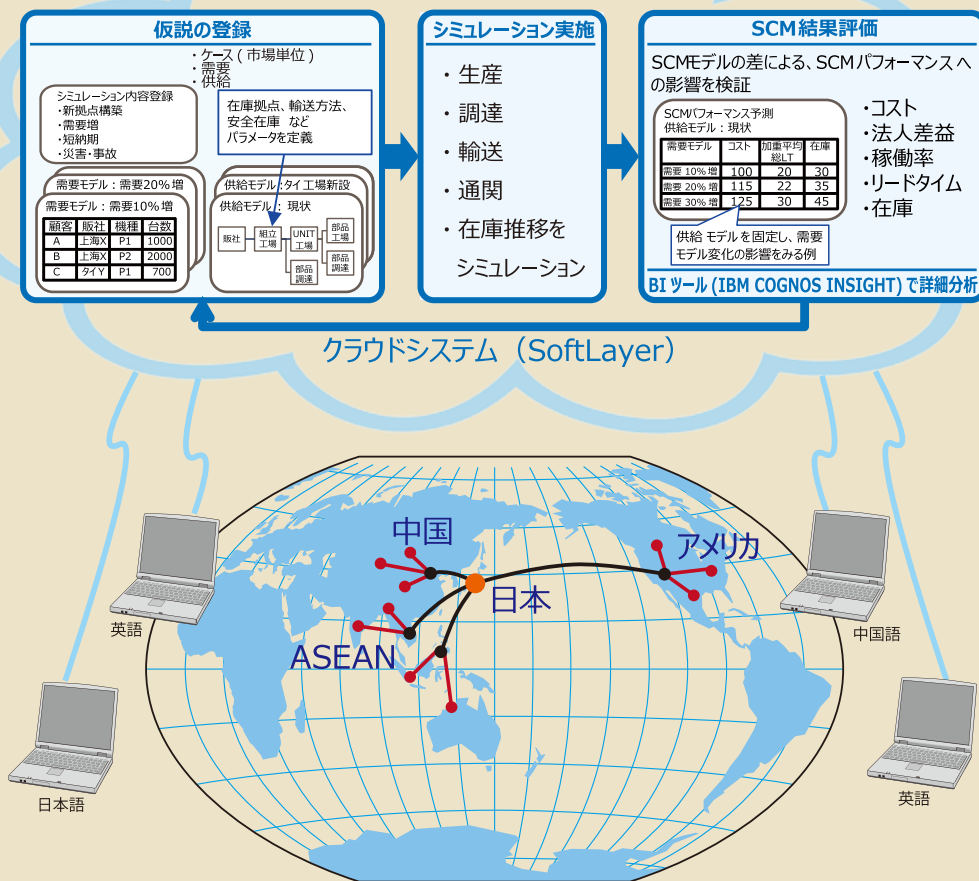 仮説の登録
・ケース ( 市場単位 )
・需要
・供給
シミュレーション内容登録
・新拠点構築
・需要増
・短納期
・災害・事故
在庫拠点、輸送方法、
安全在庫 など
パラメータを定義
需要モデル : 需要20% 増
需要モデル : 需要10% 増
顧客 販社 機種 台数
A 上海X P1 1000
B 上海X P2 2000
C タイY P1 700
供給モデル : タイ工場新設
供給モデル : 現状
販社
組立
工場
UNIT
工場
部品
工場
部品
調達
部品
調達
シミュレーション実施
・生産
・調達
・輸送
・通関
・在庫推移を
シミュレーション
SCM結果評価
SCMモデルの差による、SCMパフォーマンスへ
の影響を検証
SCMパフォーマンス予測
供給モデル : 現状
需要モデル コスト 加重平均総LT 在庫
需要 10% 増 100 20 30
需要 20% 増 115 22 35
需要 30% 増 125 30 45
供給 モデル を固定し、需要
モデル変化の影響をみる例
・コスト
・法人差益
・稼働率
・リードタイム
・在庫
BI ツール (IBM COGNOS INSIGHT) で詳細分析
クラウドシステム（SoftLayer）
中国
アメリカ
日本
ASEAN
英語
中国語
日本語
英語